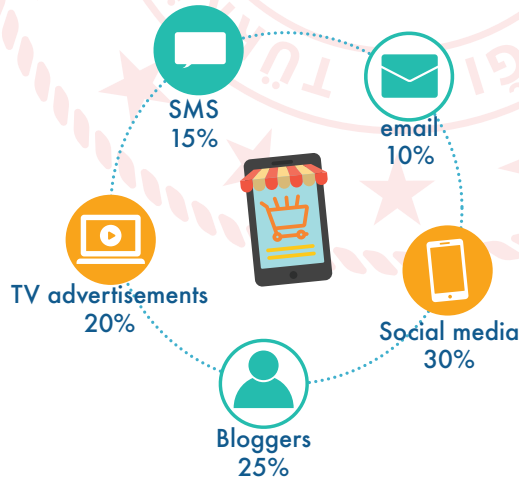 SMS
15%
email
10%
TV advertisements
20%
Social media
30%
Bloggers
25%